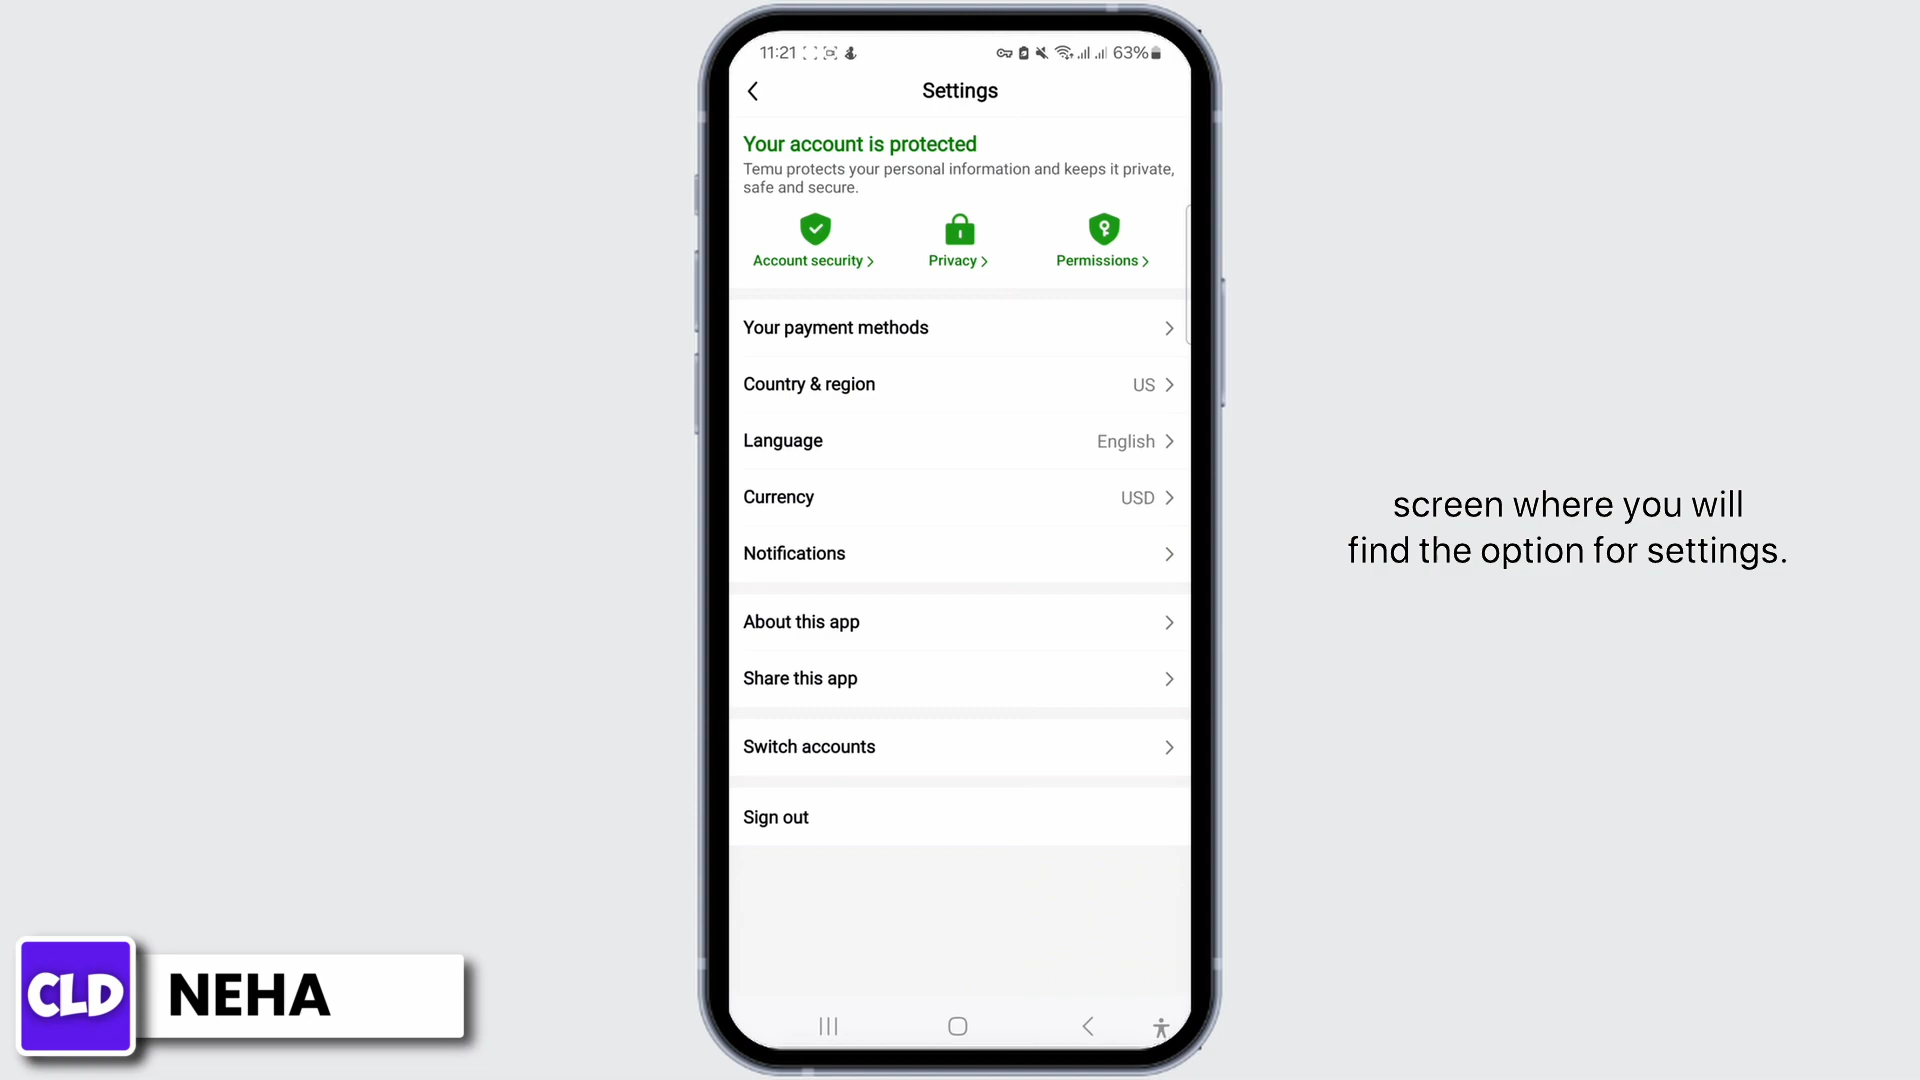 11:21
63%
Settings
Your account is protected
Temu protects your personal information and keeps it private,
safe and secure.
Account security
Privacy
Permissions
Your payment methods
Country & region US
Language English
Currency USD
Notifications
About this app
Share this app
Switch accounts
Sign out
screen where you will
find the option for settings.
CLD NEHA